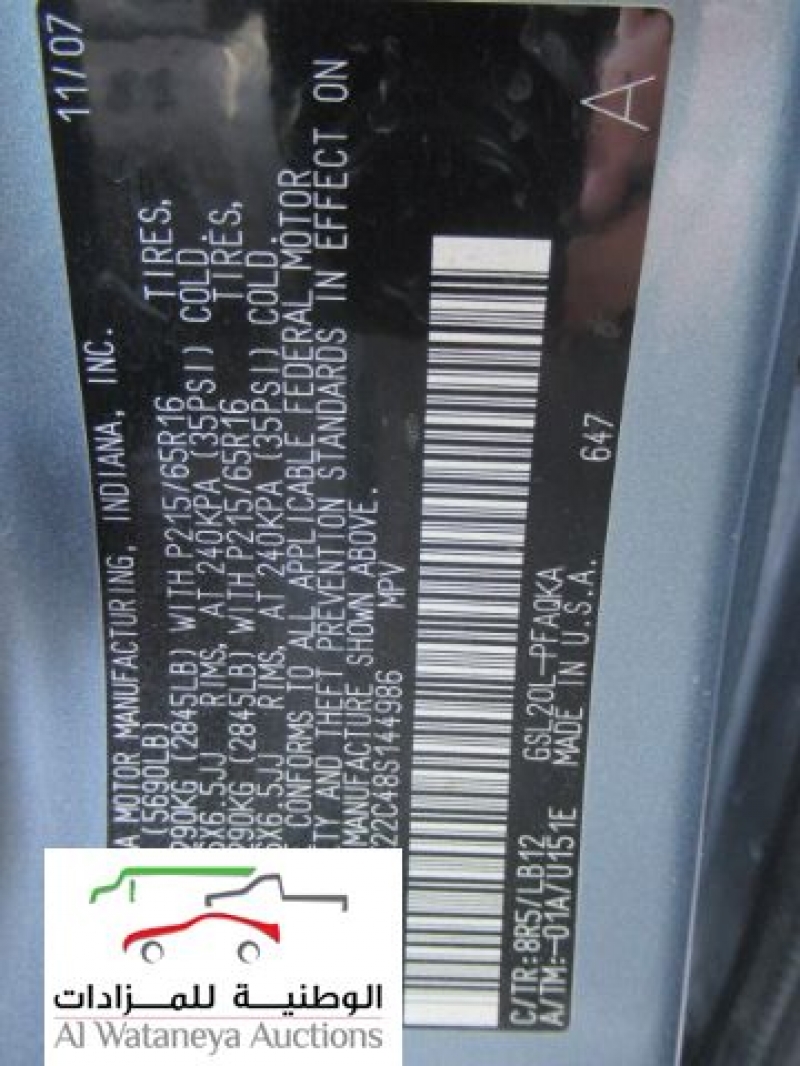 11/07
A MOTOR MANUFACTURING, INDIANA, INC.
(5690LB)
290KG (2845LB) WITH P215/65R16 TIRES,
X6.5JJ RIMS, AT 240KPA (35PSI) COLD.
290KG (2845LB) WITH P215/65R16 TIRES,
X6.5JJ RIMS, AT 240KPA (35PSI) COLD.
CONFORMS TO ALL APPLICABLE FEDERAL MOTOR
ETY AND THEFT PREVENTION STANDARDS IN EFFECT ON
MANUFACTURE SHOWN ABOVE.
22C48S144986 MPV
C/TR:8R5/LB12 GSL20L-PFAQKA 647
A/TM:-01A/U151E MADE IN U.S.A.
A
الوطنية للمزادات
Al Wataneya Auctions